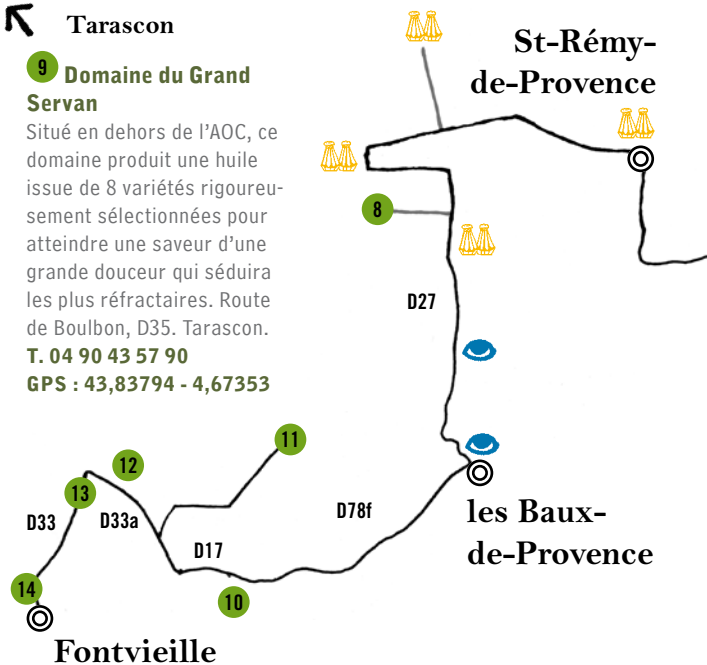 Tarascon
9 Domaine du Grand
Servan
Situé en dehors de l'AOC, ce
domaine produit une huile
issue de 8 variétés rigoureu-
sement sélectionnées pour
atteindre une saveur d'une
grande douceur qui séduira
les plus réfractaires. Route
de Boulbon, D35. Tarascon.
T. 04 90 43 57 90
GPS : 43,83794 - 4,67353
St-Rémy-
de-Provence
8
D27
11
12
13
D33
D33a
D17
D78f
10
14
les Baux-
de-Provence
Fontvieille